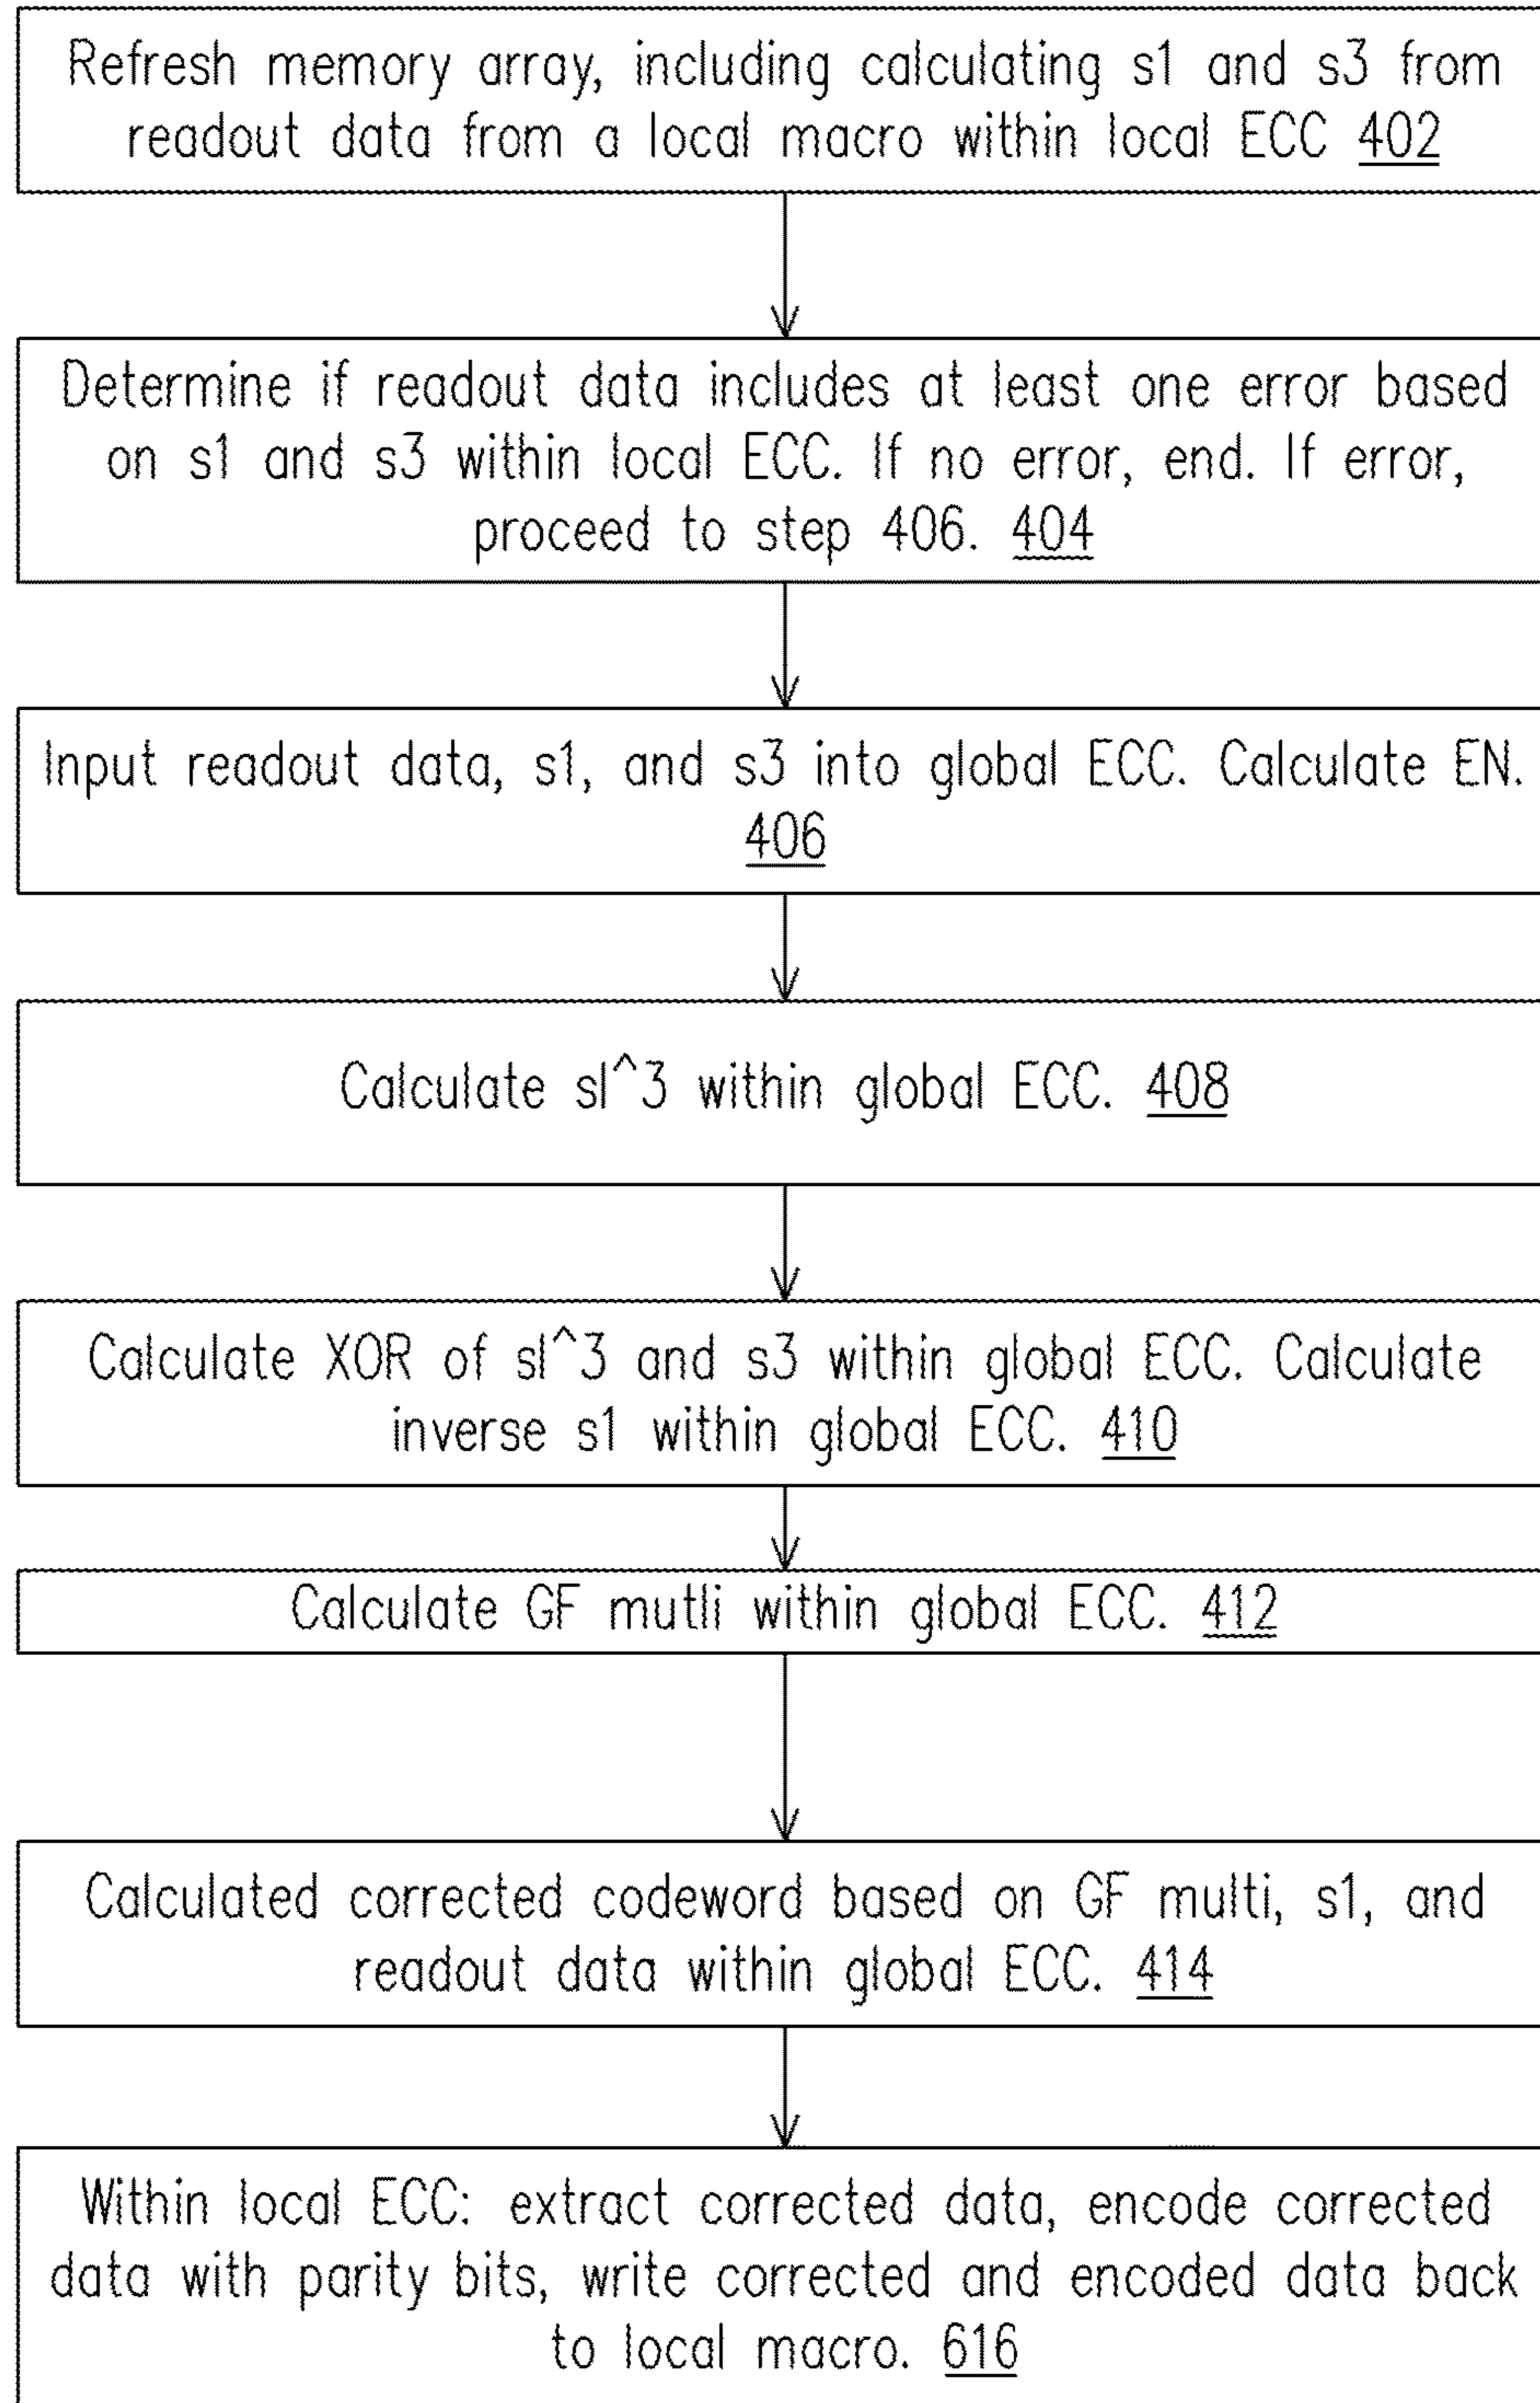 Refresh memory array, including calculating s1 and s3 from
readout data from a local macro within local ECC 402
Determine if readout data includes at least one error based
on s1 and s3 within local ECC. If no error, end. If error,
proceed to step 406. 404
Input readout data, s1, and s3 into global ECC. Calculate EN.
406
Calculate sl^3 within global ECC. 408
Calculate XOR of sl^3 and s3 within global ECC. Calculate
inverse s1 within global ECC. 410
Calculate GF mutli within global ECC. 412
Calculated corrected codeword based on GF multi, s1, and
readout data within global ECC. 414
Within local ECC: extract corrected data, encode corrected
data with parity bits, write corrected and encoded data back
to local macro. 616